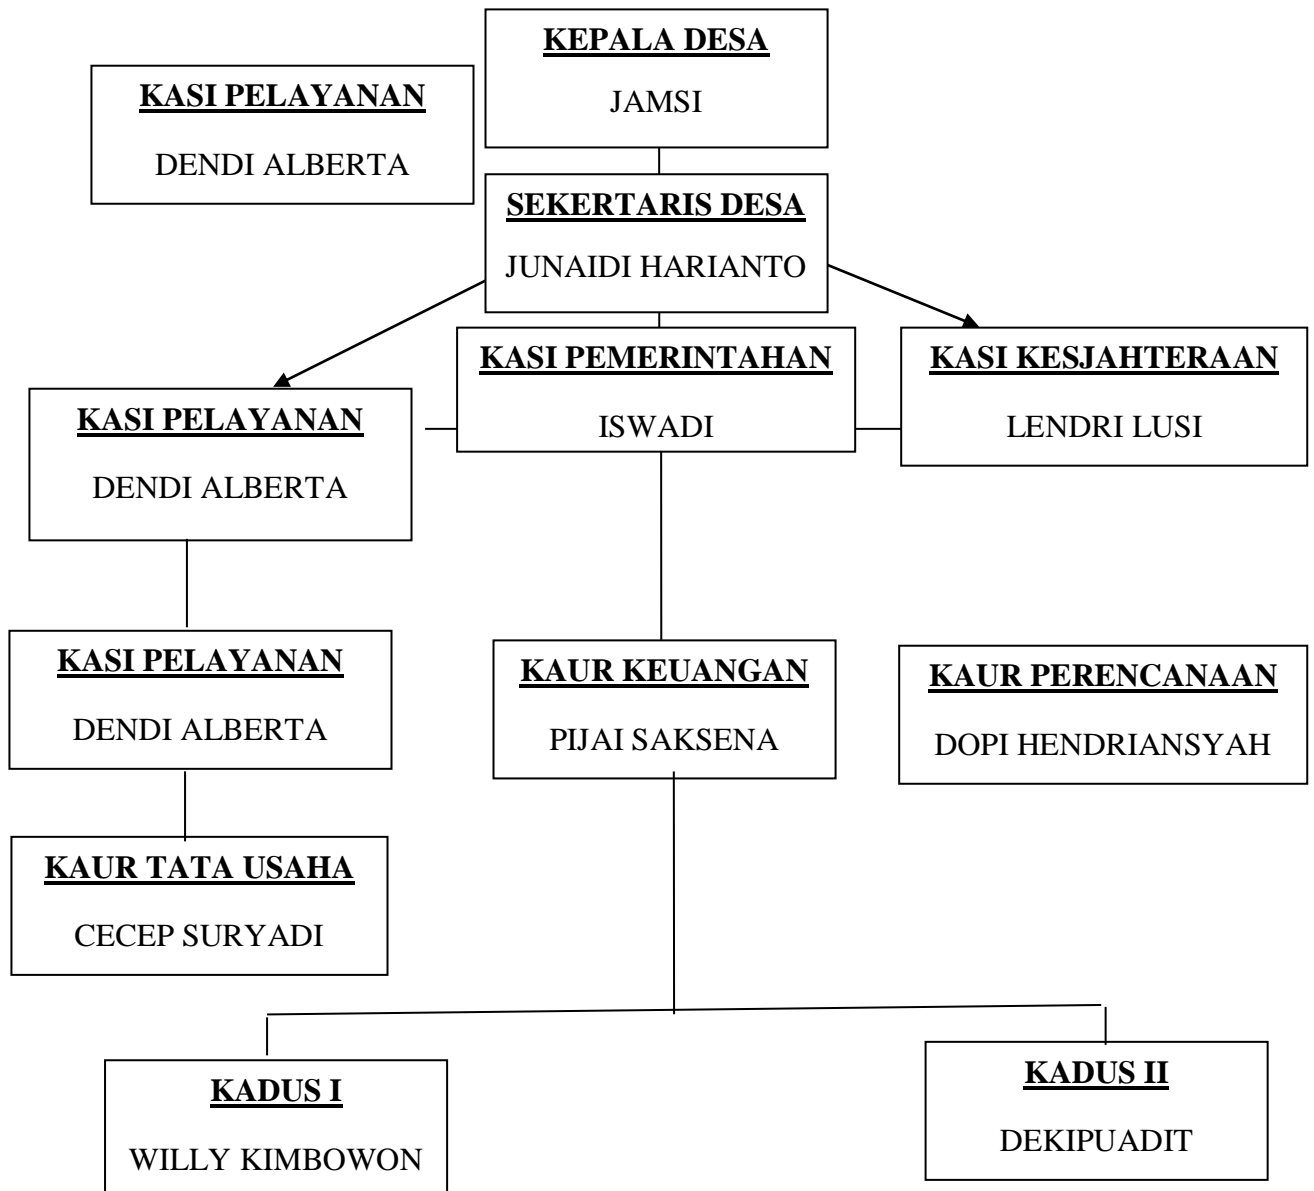 KEPALA DESA
JAMSI
KASI PELAYANAN
DENDI ALBERTA
SEKERTARIS DESA
JUNAIDI HARIANTO
KASI PEMERINTAHAN
ISWADI
KASI KESJAHTERAAN
LENDRI LUSI
KASI PELAYANAN
DENDI ALBERTA
KASI PELAYANAN
DENDI ALBERTA
KAUR KEUANGAN
PIJAI SAKSENA
KAUR PERENCANAAN
DOPI HENDRIANSYAH
KAUR TATA USAHA
CECEP SURYADI
KADUS I
WILLY KIMBOWON
KADUS II
DEKIPUADIT